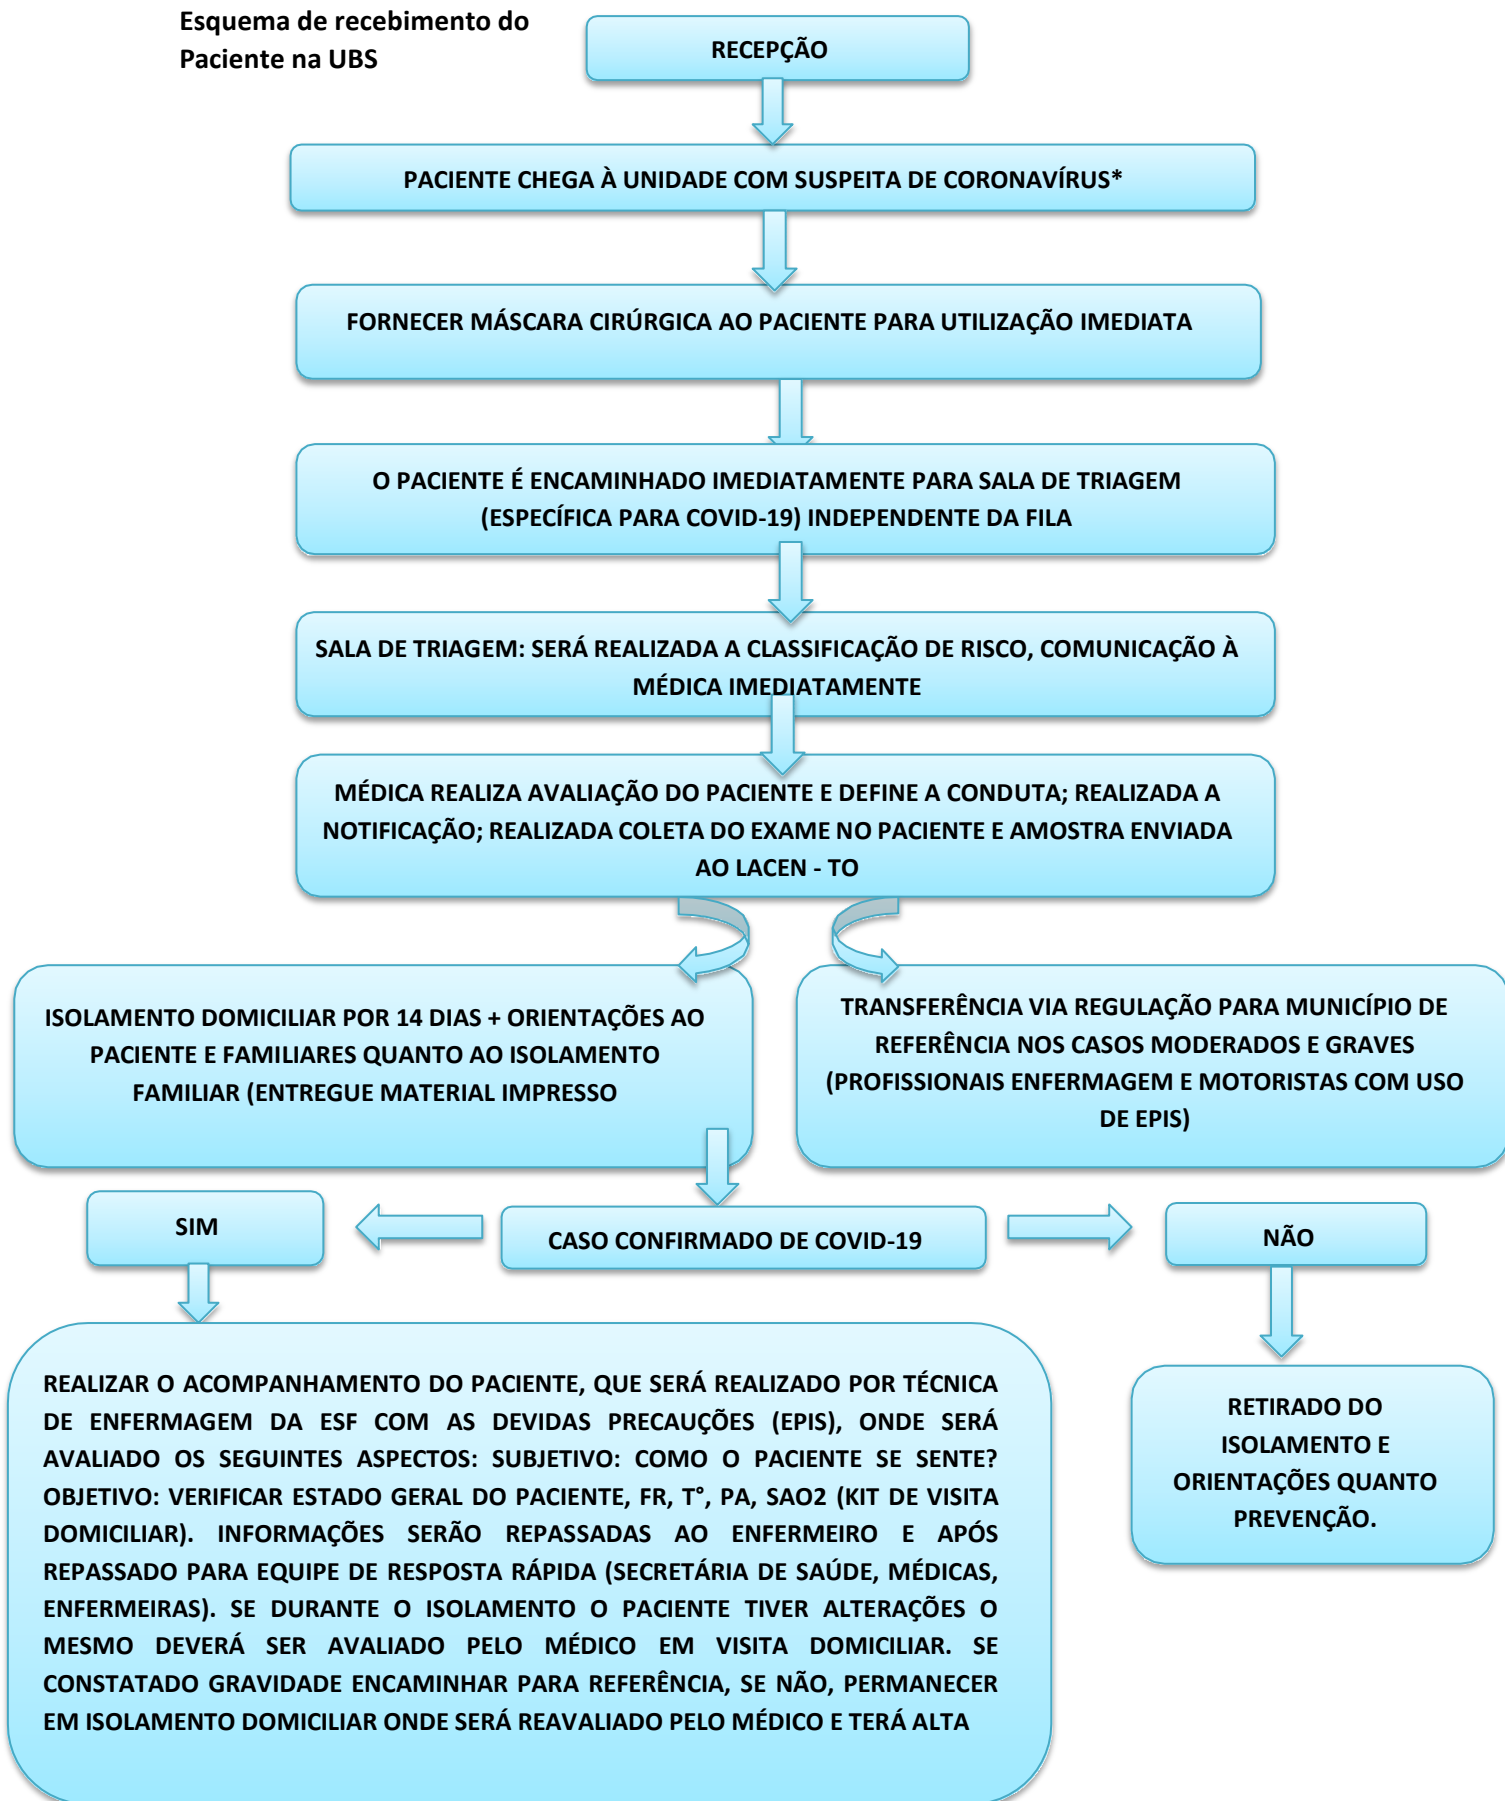 Esquema de recebimento do
Paciente na UBS
RECEPÇÃO
PACIENTE CHEGA À UNIDADE COM SUSPEITA DE CORONAVÍRUS*
FORNECER MÁSCARA CIRÚRGICA AO PACIENTE PARA UTILIZAÇÃO IMEDIATA
O PACIENTE É ENCAMINHADO IMEDIATAMENTE PARA SALA DE TRIAGEM
(ESPECÍFICA PARA COVID-19) INDEPENDENTE DA FILA
SALA DE TRIAGEM: SERÁ REALIZADA A CLASSIFICAÇÃO DE RISCO, COMUNICAÇÃO À
MÉDICA IMEDIATAMENTE
MÉDICA REALIZA AVALIAÇÃO DO PACIENTE E DEFINE A CONDUTA; REALIZADA A
NOTIFICAÇÃO; REALIZADA COLETA DO EXAME NO PACIENTE E AMOSTRA ENVIADA
AO LACEN - TO
ISOLAMENTO DOMICILIAR POR 14 DIAS + ORIENTAÇÕES AO
PACIENTE E FAMILIARES QUANTO AO ISOLAMENTO
FAMILIAR (ENTREGUE MATERIAL IMPRESSO
TRANSFERÊNCIA VIA REGULAÇÃO PARA MUNICÍPIO DE
REFERÊNCIA NOS CASOS MODERADOS E GRAVES
(PROFISSIONAIS ENFERMAGEM E MOTORISTAS COM USO
DE EPIS)
SIM
CASO CONFIRMADO DE COVID-19
NÃO
REALIZAR O ACOMPANHAMENTO DO PACIENTE, QUE SERÁ REALIZADO POR TÉCNICA
DE ENFERMAGEM DA ESF COM AS DEVIDAS PRECAUÇÕES (EPIS), ONDE SERÁ
AVALIADO OS SEGUINTES ASPECTOS: SUBJETIVO: COMO O PACIENTE SE SENTE?
OBJETIVO: VERIFICAR ESTADO GERAL DO PACIENTE, FR, T°, PA, SAO2 (KIT DE VISITA
DOMICILIAR). INFORMAÇÕES SERÃO REPASSADAS AO ENFERMEIRO E APÓS
REPASSADO PARA EQUIPE DE RESPOSTA RÁPIDA (SECRETÁRIA DE SAÚDE, MÉDICAS,
ENFERMEIRAS). SE DURANTE O ISOLAMENTO O PACIENTE TIVER ALTERAÇÕES O
MESMO DEVERÁ SER AVALIADO PELO MÉDICO EM VISITA DOMICILIAR. SE
CONSTATADO GRAVIDADE ENCAMINHAR PARA REFERÊNCIA, SE NÃO, PERMANECER
EM ISOLAMENTO DOMICILIAR ONDE SERÁ REAVALIADO PELO MÉDICO E TERÁ ALTA
RETIRADO DO
ISOLAMENTO E
ORIENTAÇÕES QUANTO
PREVENÇÃO.